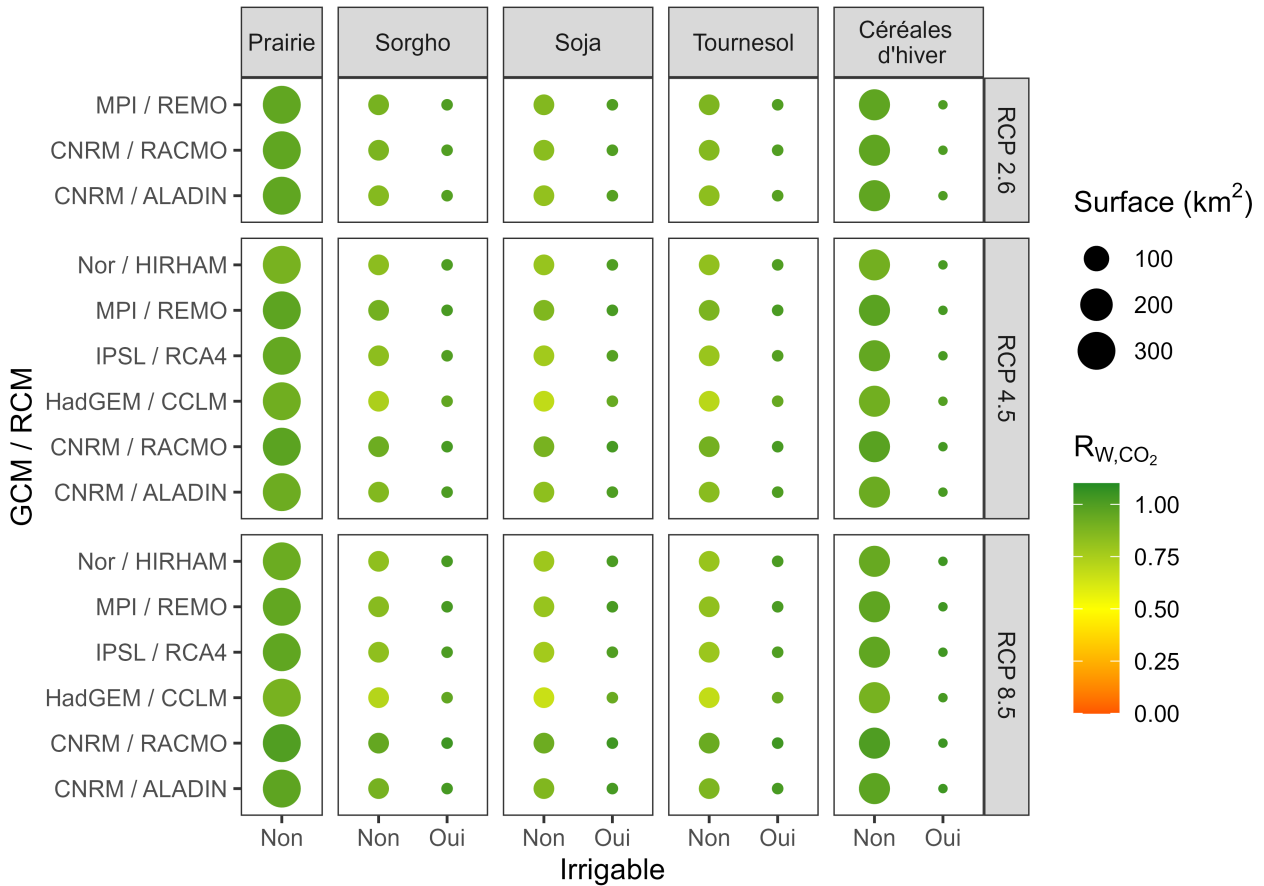 Prairie
Sorgho
Soja
Tournesol
Céréales
d'hiver
MPI / REMO
CNRM / RACMO
CNRM / ALADIN
RCP 2.6
Nor / HIRHAM
MPI / REMO
IPSL / RCA4
HadGEM / CCLM
CNRM / RACMO
CNRM / ALADIN
RCP 4.5
Nor / HIRHAM
MPI / REMO
IPSL / RCA4
HadGEM / CCLM
CNRM / RACMO
CNRM / ALADIN
RCP 8.5
GCM / RCM
Non
Non Oui
Non Oui
Non Oui
Non Oui
Irrigable
Surface (km²)
100
200
300
R_W,CO₂
1.00
0.75
0.50
0.25
0.00